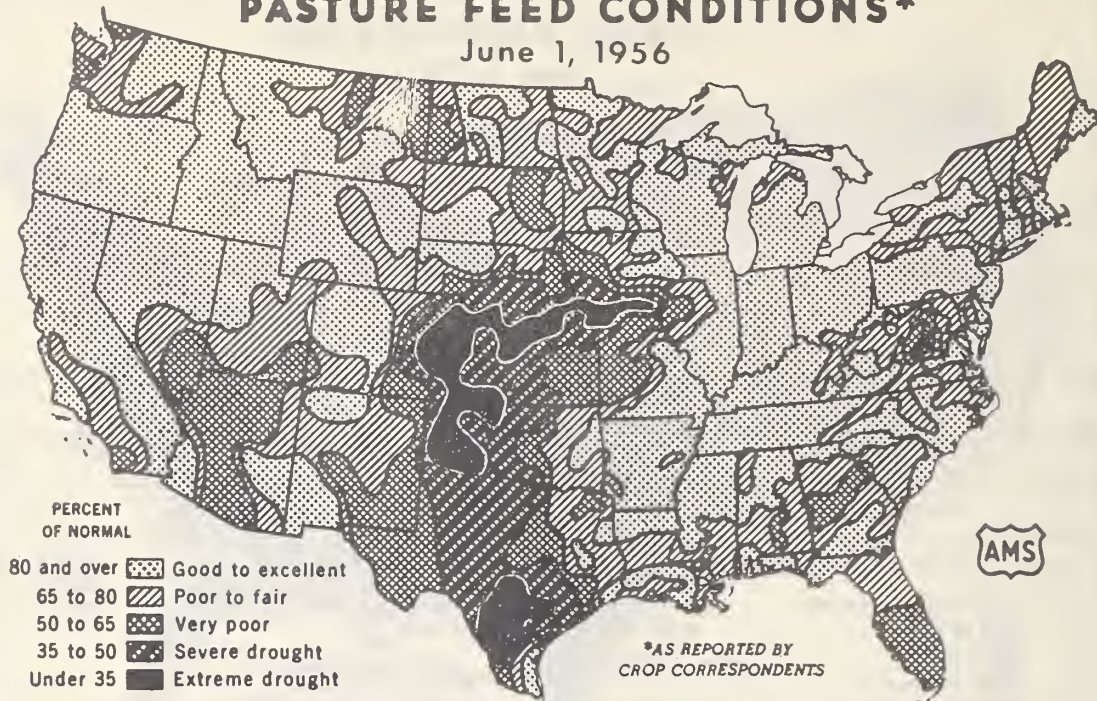 PASTURE FEED CONDITIONS*
June 1, 1956
PERCENT
OF NORMAL
80 and over Good to excellent
65 to 80 Poor to fair
50 to 65 Very poor
35 to 50 Severe drought
Under 35 Extreme drought
AMS
*AS REPORTED BY
CROP CORRESPONDENTS